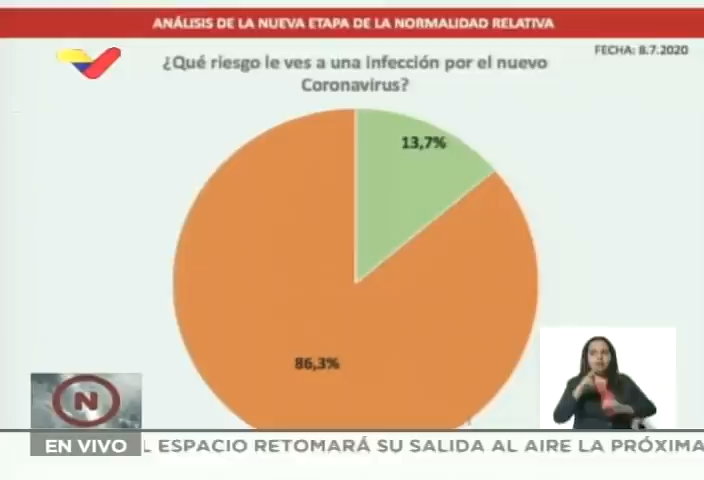 ANÁLISIS DE LA NUEVA ETAPA DE LA NORMALIDAD RELATIVA
FECHA: 8.7.2020
¿Qué riesgo le ves a una infección por el nuevo
Coronavirus?
13,7%
86,3%
N
EN VIVO
L ESPACIO RETOMARÁ SU SALIDA AL AIRE LA PRÓXIMA